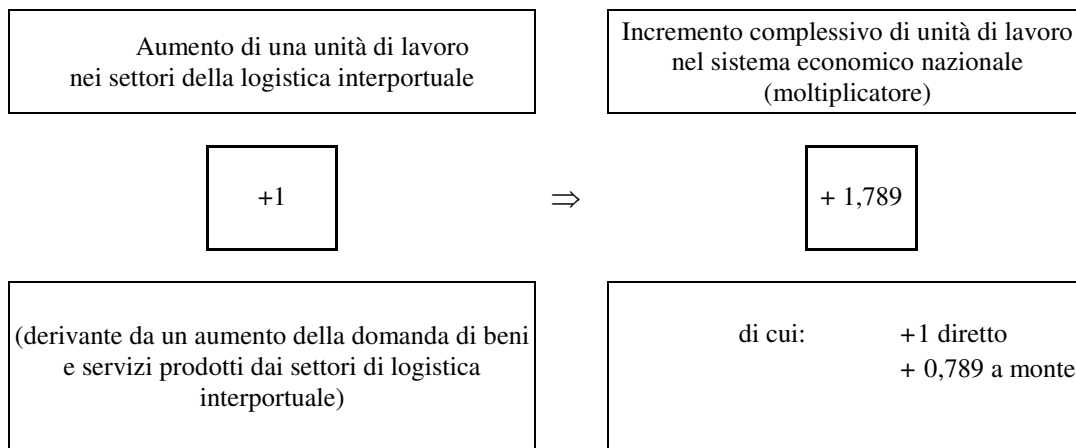 Aumento di una unità di lavoro
nei settori della logistica interportuale
Incremento complessivo di unità di lavoro
nel sistema economico nazionale
(moltiplicatore)
+1
⇒
+ 1,789
(derivante da un aumento della domanda di beni
e servizi prodotti dai settori di logistica
interportuale)
di cui: +1 diretto
+ 0,789 a monte